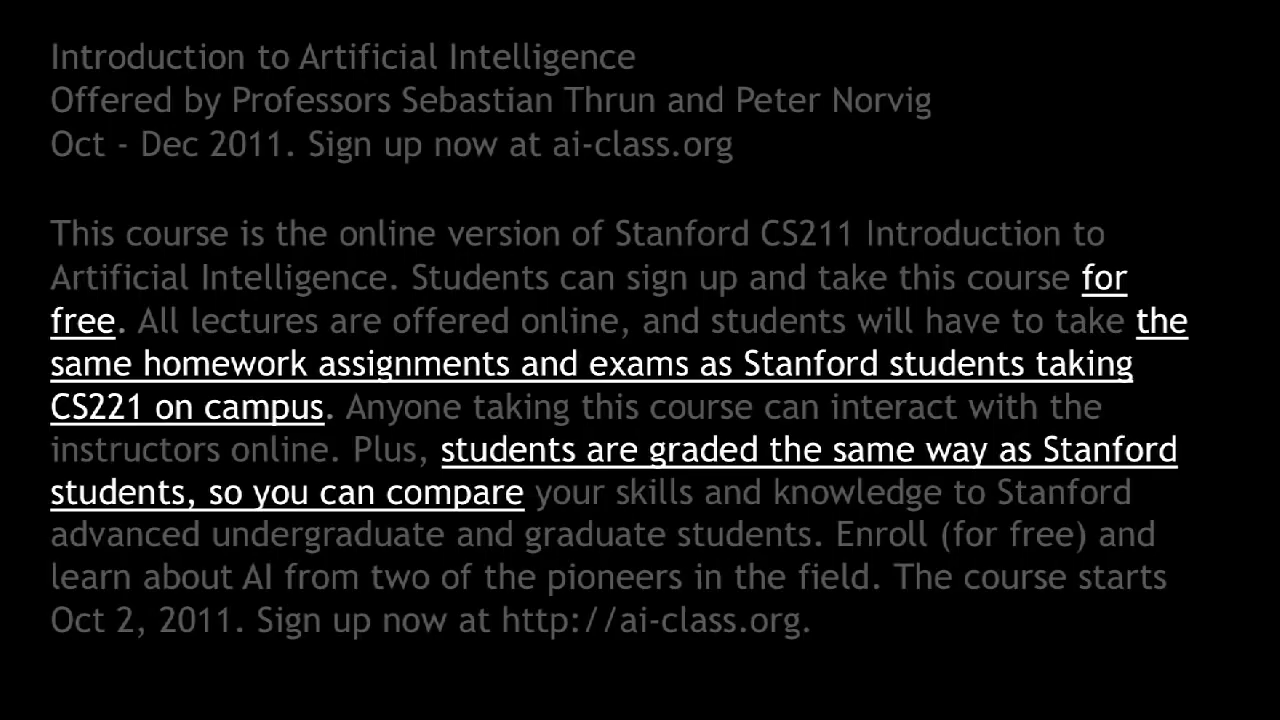 Introduction to Artificial Intelligence
Offered by Professors Sebastian Thrun and Peter Norvig
Oct - Dec 2011. Sign up now at ai-class.org
This course is the online version of Stanford CS211 Introduction to
Artificial Intelligence. Students can sign up and take this course for
free. All lectures are offered online, and students will have to take the
same homework assignments and exams as Stanford students taking
CS221 on campus. Anyone taking this course can interact with the
instructors online. Plus, students are graded the same way as Stanford
students, so you can compare your skills and knowledge to Stanford
advanced undergraduate and graduate students. Enroll (for free) and
learn about AI from two of the pioneers in the field. The course starts
Oct 2, 2011. Sign up now at http://ai-class.org.